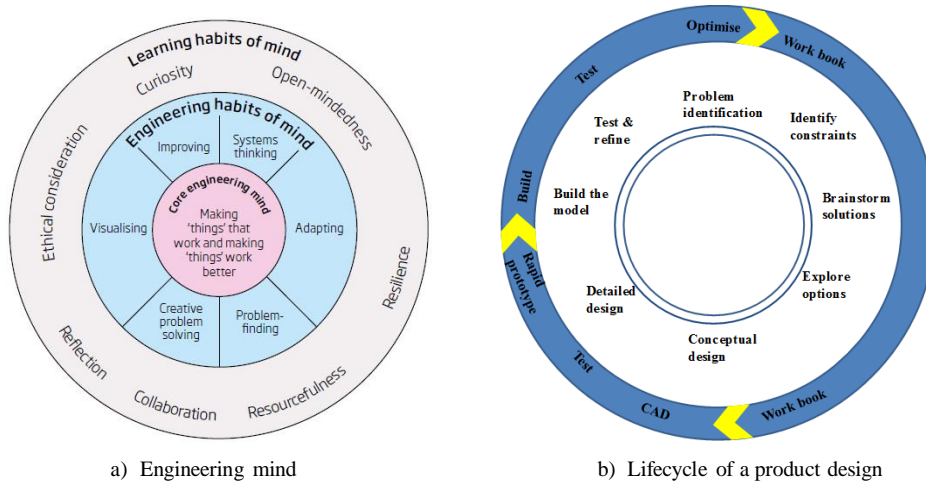 Learning habits of mind
Curiosity
Open-mindedness
Ethical consideration
Resilience
Reflection
Collaboration
Resourcefulness
Engineering habits of mind
Improving
Systems
thinking
Visualising
Adapting
Creative
problem
solving
Problem-
finding
Core engineering mind
Making
'things' that
work and making
'things' work
better
a) Engineering mind
Optimise
Work book
Test
Build
Rapid
prototype
Test
CAD
Work book
Problem
identification
Identify
constraints
Brainstorm
solutions
Explore
options
Conceptual
design
Detailed
design
Build the
model
Test &
refine
b) Lifecycle of a product design